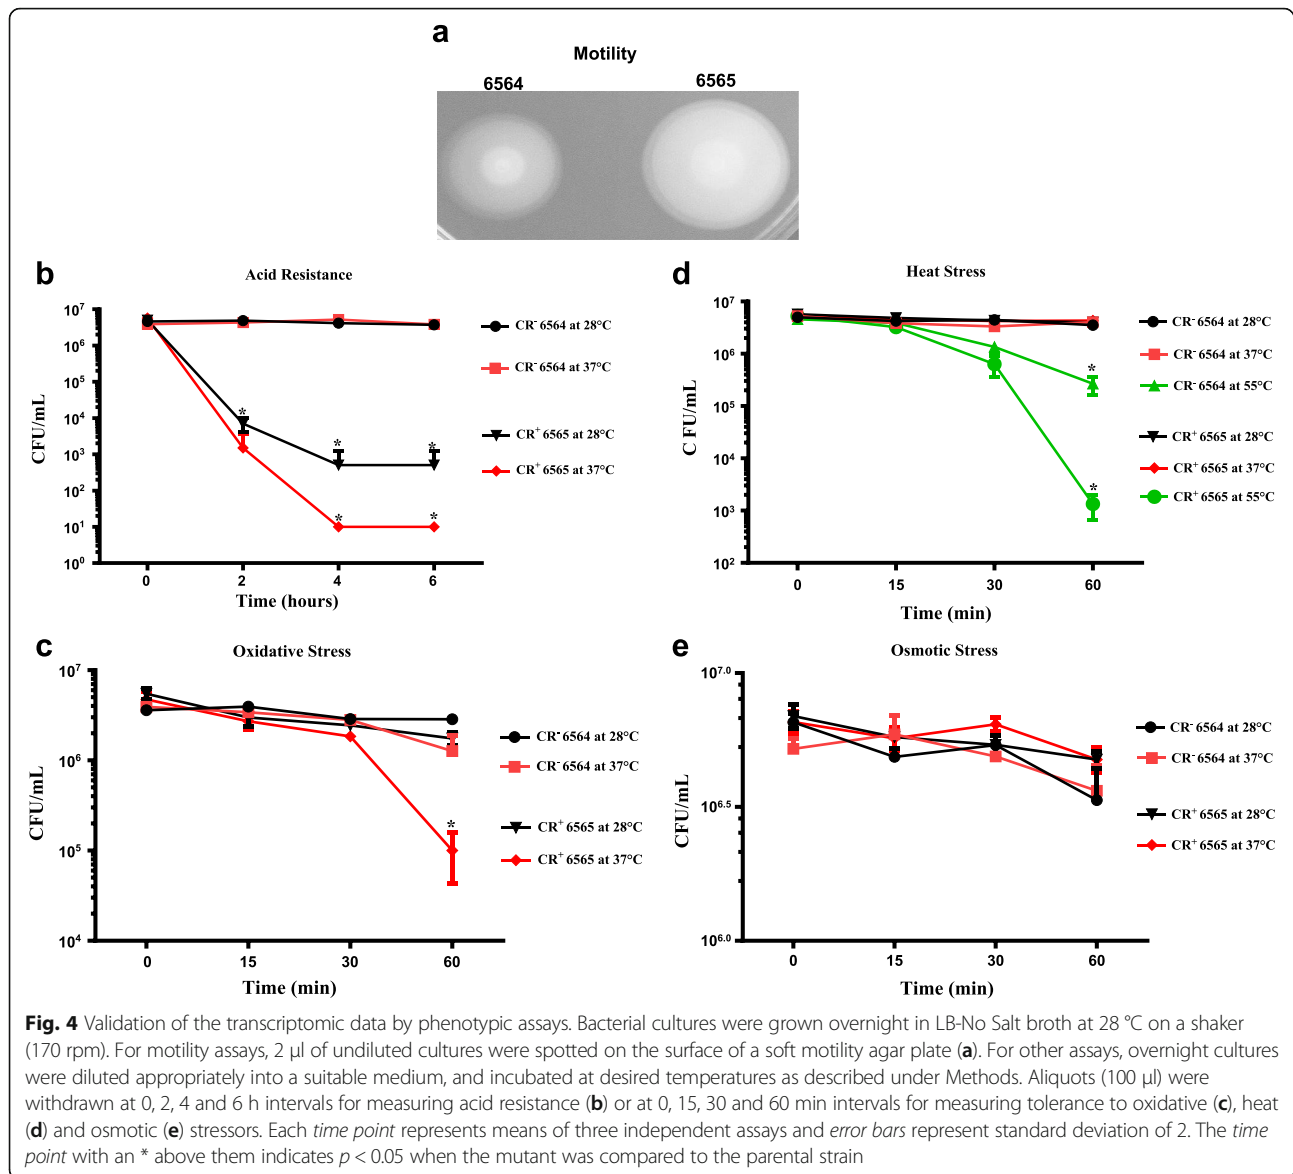 a
Motility
6564 6565
b
Acid Resistance
CFU/mL
10⁷
10⁶
10⁵
10⁴
10³
10²
10¹
10⁰
* * *
* *
0 2 4 6
Time (hours)
CR⁻ 6564 at 28°C
CR⁻ 6564 at 37°C
CR⁺ 6565 at 28°C
CR⁺ 6565 at 37°C
d
Heat Stress
C FU/mL
10⁷
10⁶
10⁵
10⁴
10³
10²
*
*
0 15 30 60
Time (min)
CR⁻ 6564 at 28°C
CR⁻ 6564 at 37°C
CR⁻ 6564 at 55°C
CR⁺ 6565 at 28°C
CR⁺ 6565 at 37°C
CR⁺ 6565 at 55°C
c
Oxidative Stress
CFU/mL
10⁷
10⁶
10⁵
10⁴
*
0 15 30 60
Time (min)
CR⁻ 6564 at 28°C
CR⁻ 6564 at 37°C
CR⁺ 6565 at 28°C
CR⁺ 6565 at 37°C
e
Osmotic Stress
CFU/mL
10⁷·⁰
10⁶·⁵
10⁶·⁰
0 15 30 60
Time (min)
CR⁻ 6564 at 28°C
CR⁻ 6564 at 37°C
CR⁺ 6565 at 28°C
CR⁺ 6565 at 37°C
Fig. 4 Validation of the transcriptomic data by phenotypic assays. Bacterial cultures were grown overnight in LB-No Salt broth at 28 °C on a shaker
(170 rpm). For motility assays, 2 μl of undiluted cultures were spotted on the surface of a soft motility agar plate (a). For other assays, overnight cultures
were diluted appropriately into a suitable medium, and incubated at desired temperatures as described under Methods. Aliquots (100 μl) were
withdrawn at 0, 2, 4 and 6 h intervals for measuring acid resistance (b) or at 0, 15, 30 and 60 min intervals for measuring tolerance to oxidative (c), heat
(d) and osmotic (e) stressors. Each time point represents means of three independent assays and error bars represent standard deviation of 2. The time
point with an * above them indicates p < 0.05 when the mutant was compared to the parental strain